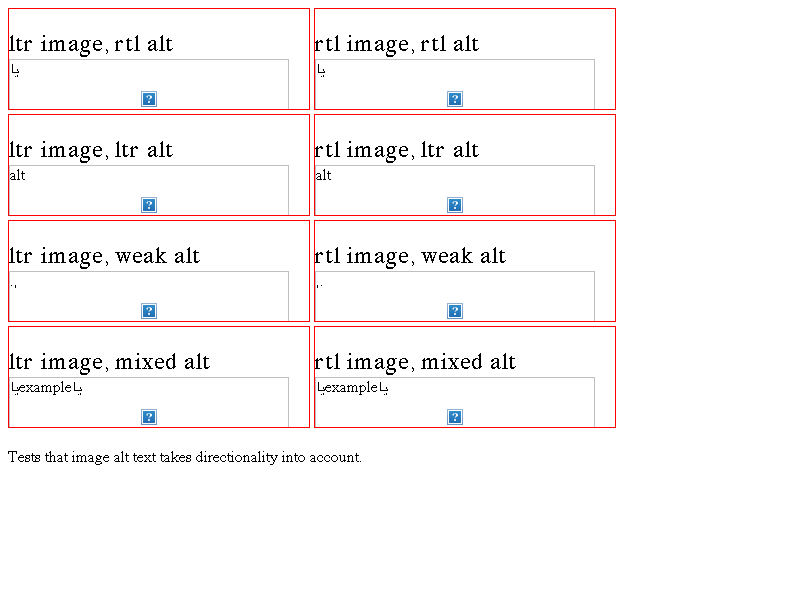 ltr image, rtl alt
يا
rtl image, rtl alt
يا
ltr image, ltr alt
alt
rtl image, ltr alt
alt
ltr image, weak alt
rtl image, weak alt
ltr image, mixed alt
ياexampleيا
rtl image, mixed alt
ياexampleيا
Tests that image alt text takes directionality into account.